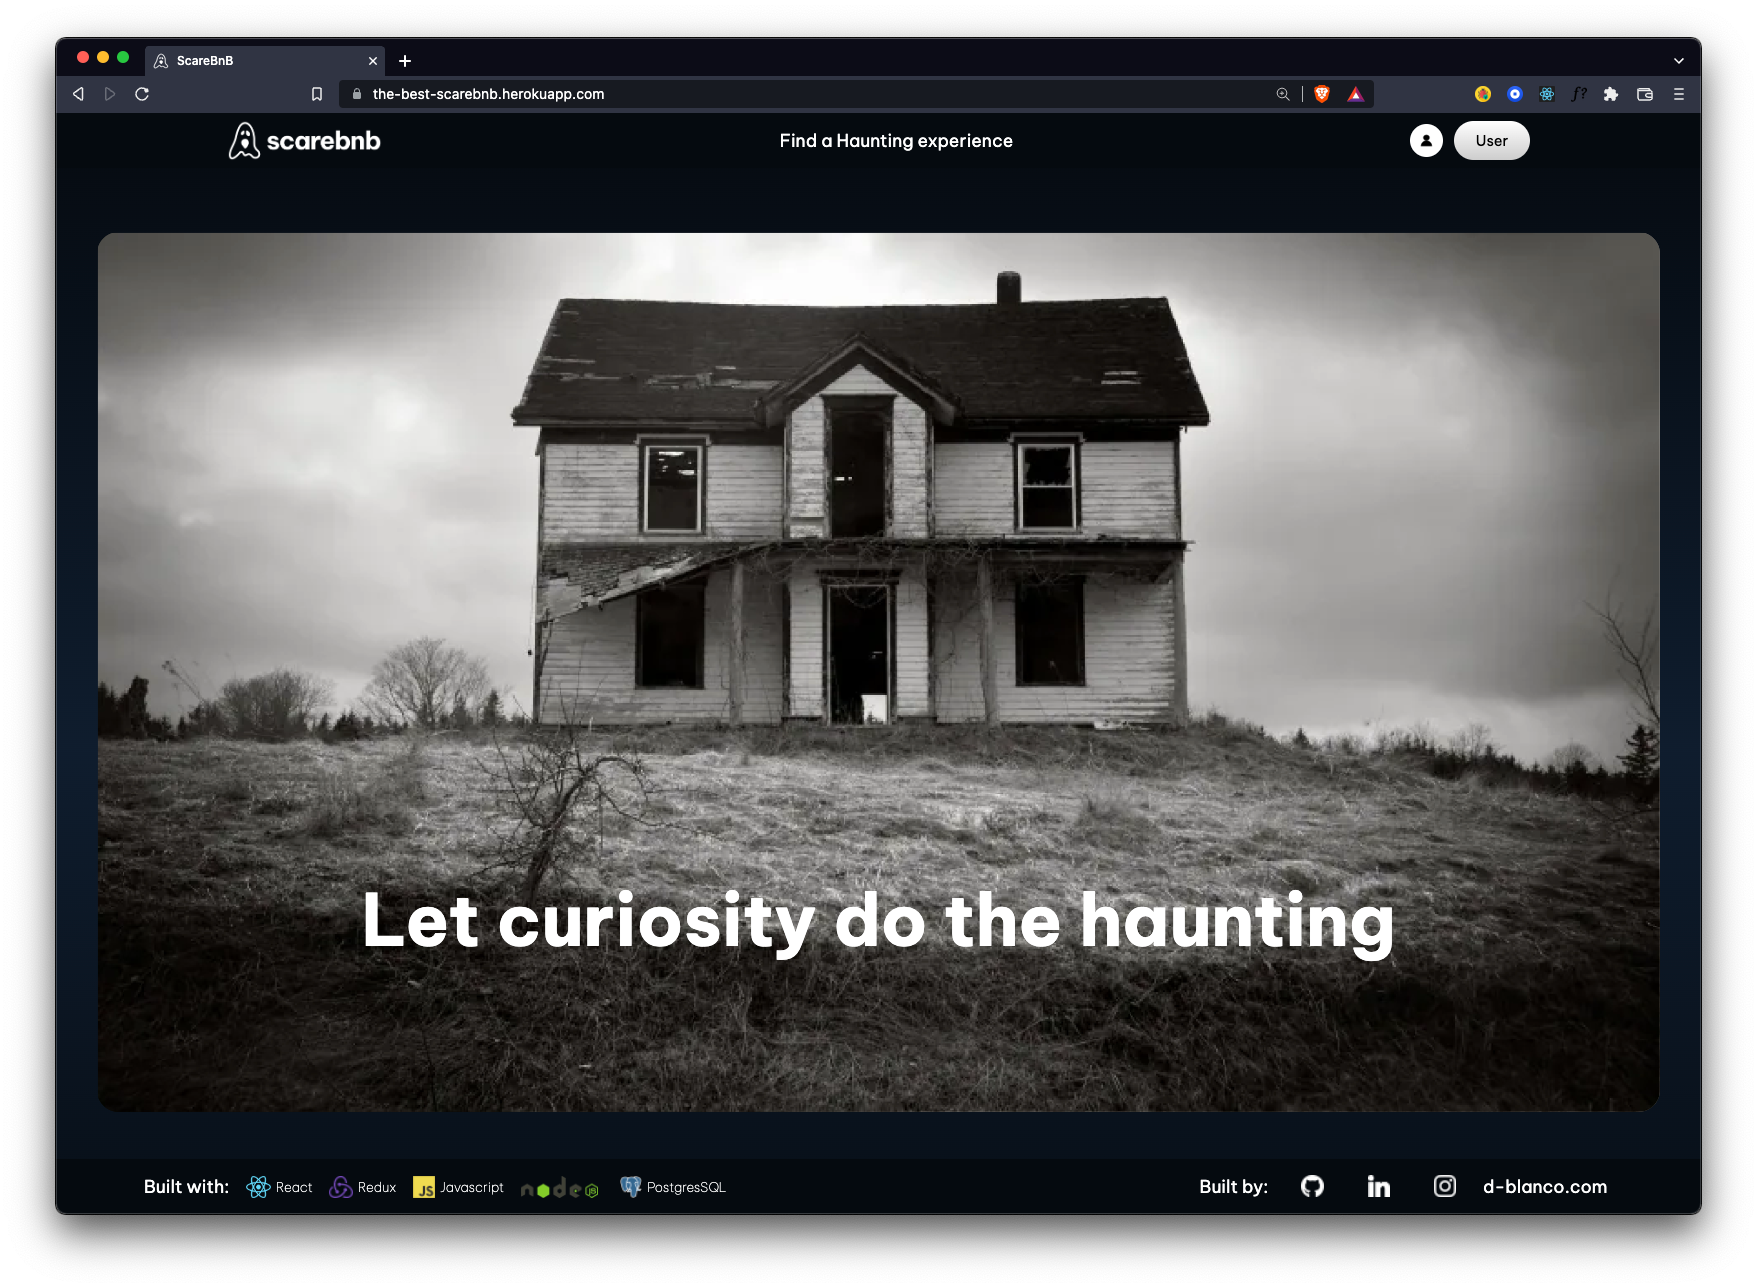 ScareBnB
the-best-scarebnb.herokuapp.com
f?
scarebnb
Find a Haunting experience
User
Let curiosity do the haunting
Built with: React Redux JS Javascript node JS PostgresSQL
Built by: in d-blanco.com